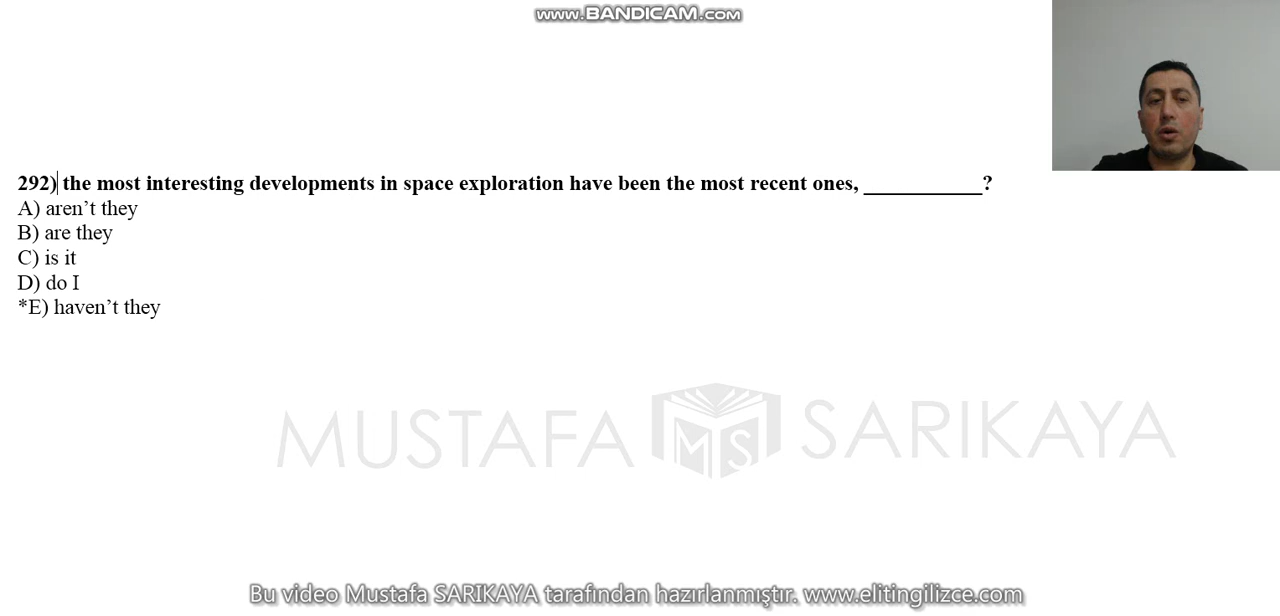 www.BANDICAM.com
292) the most interesting developments in space exploration have been the most recent ones, ___________?
A) aren’t they
B) are they
C) is it
D) do I
*E) haven’t they
MUSTAFA MS SARIKAYA
Bu video Mustafa SARIKAYA tarafından hazırlanmıştır. www.elitingilizce.com